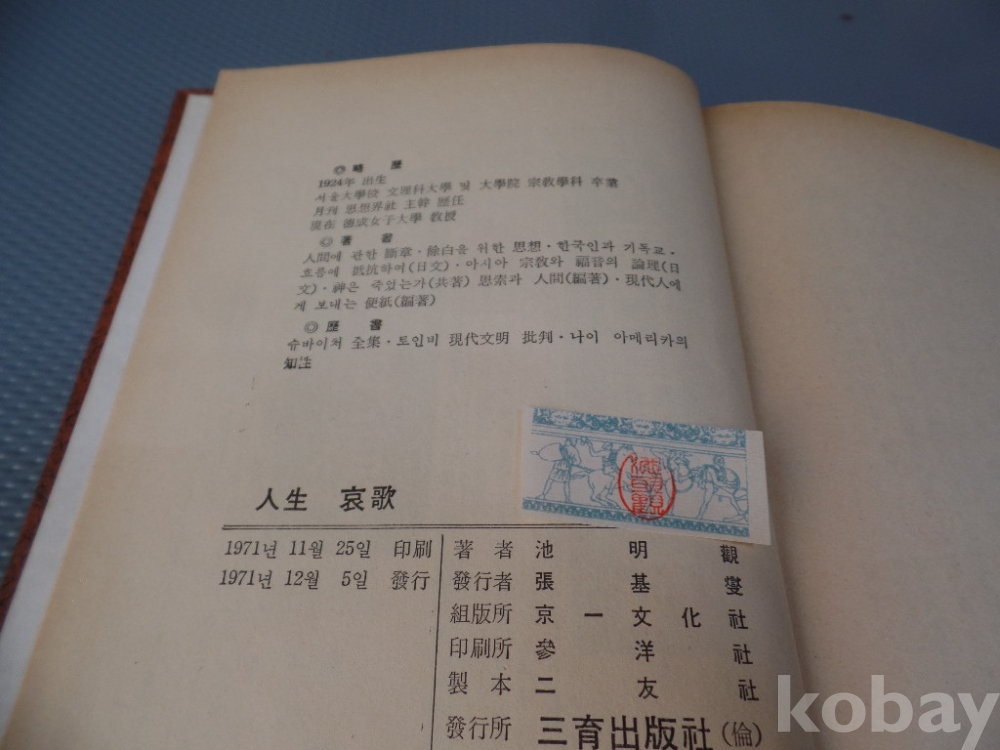 ◎ 略 歷
1924年 出生
서울大學校 文理科大學 및 大學院 宗敎學科 卒業
月刊 思想界社 主幹 歷任
現在 德成女子大學 敎授
◎ 著 書
人間에 관한 斷章·餘白을 위한 思想·한국인과 기독교·
흐름에 抵抗하여(日文)·아시아 宗敎와 福音의 論理(日
文)·神은 죽었는가(共著) 思索과 人間(編著)·現代人에
게 보내는 便紙(編著)
◎ 歷 書
슈바이처 全集·토인비 現代文明 批判·나이 아메리카의
知性
人生 哀歌
1971년 11월 25일 印刷
1971년 12월 5일 發行
著者 池明觀
發行者 張基燮
組版所 京一文化社
印刷所 參洋社
製本 二友社
發行所 三育出版社(倫)
kobay